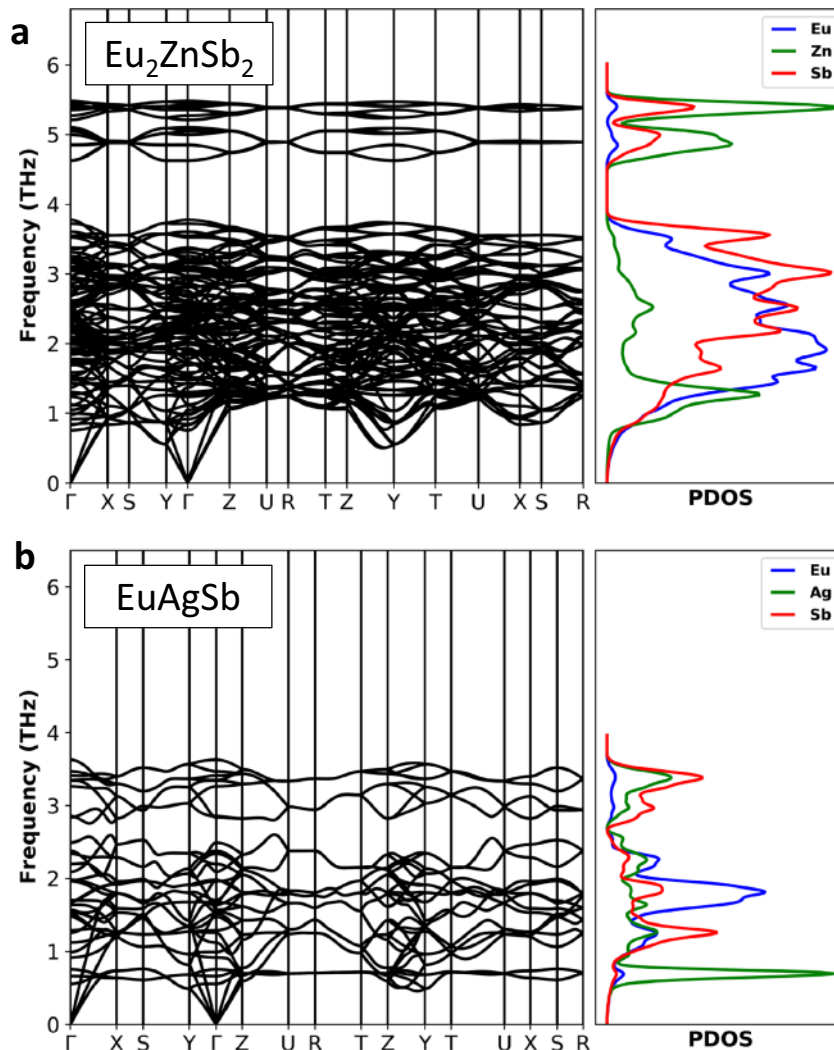 a
Eu₂ZnSb₂
Frequency (THz)
6
5
4
3
2
1
0
Γ X S Y Γ Z U R T Z Y T U X S R
Eu
Zn
Sb
PDOS
b
EuAgSb
Frequency (THz)
6
5
4
3
2
1
0
Γ X S Y Γ Z U R T Z Y T U X S R
Eu
Ag
Sb
PDOS